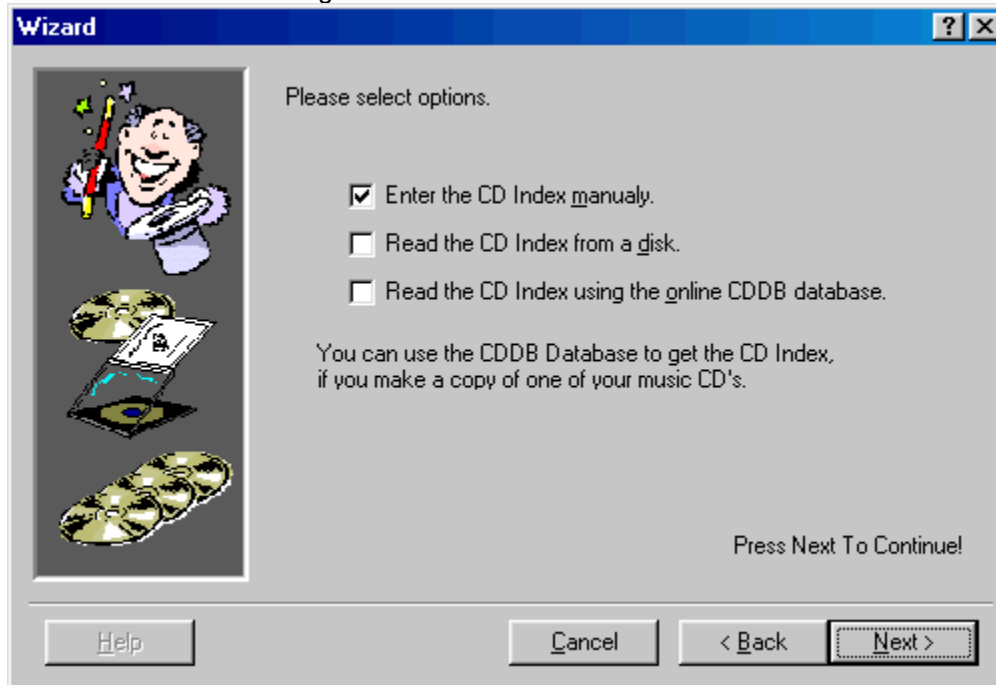 Wizard
Please select options.
Enter the CD Index manualy.
Read the CD Index from a disk.
Read the CD Index using the online CDDB database.
You can use the CDDB Database to get the CD Index,
if you make a copy of one of your music CD's.
Press Next To Continue!
Help
Cancel
< Back
Next >